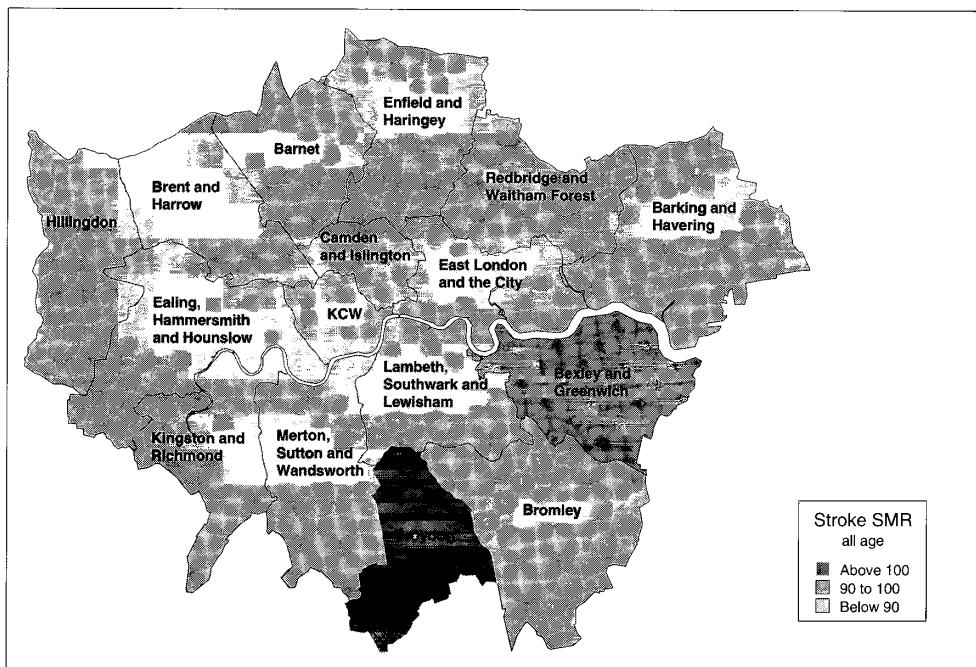 Enfield and
Haringey
Barnet
Redbridge and
Waltham Forest
Brent and
Harrow
Barking and
Havering
Hillingdon
Camden
and Islington
East London
and the City
Ealing,
Hammersmith
and Hounslow
KCW
Lambeth,
Southwark and
Lewisham
Bexley and
Greenwich
Kingston and
Richmond
Merton,
Sutton and
Wandsworth
Bromley
Stroke SMR
all age
Above 100
90 to 100
Below 90